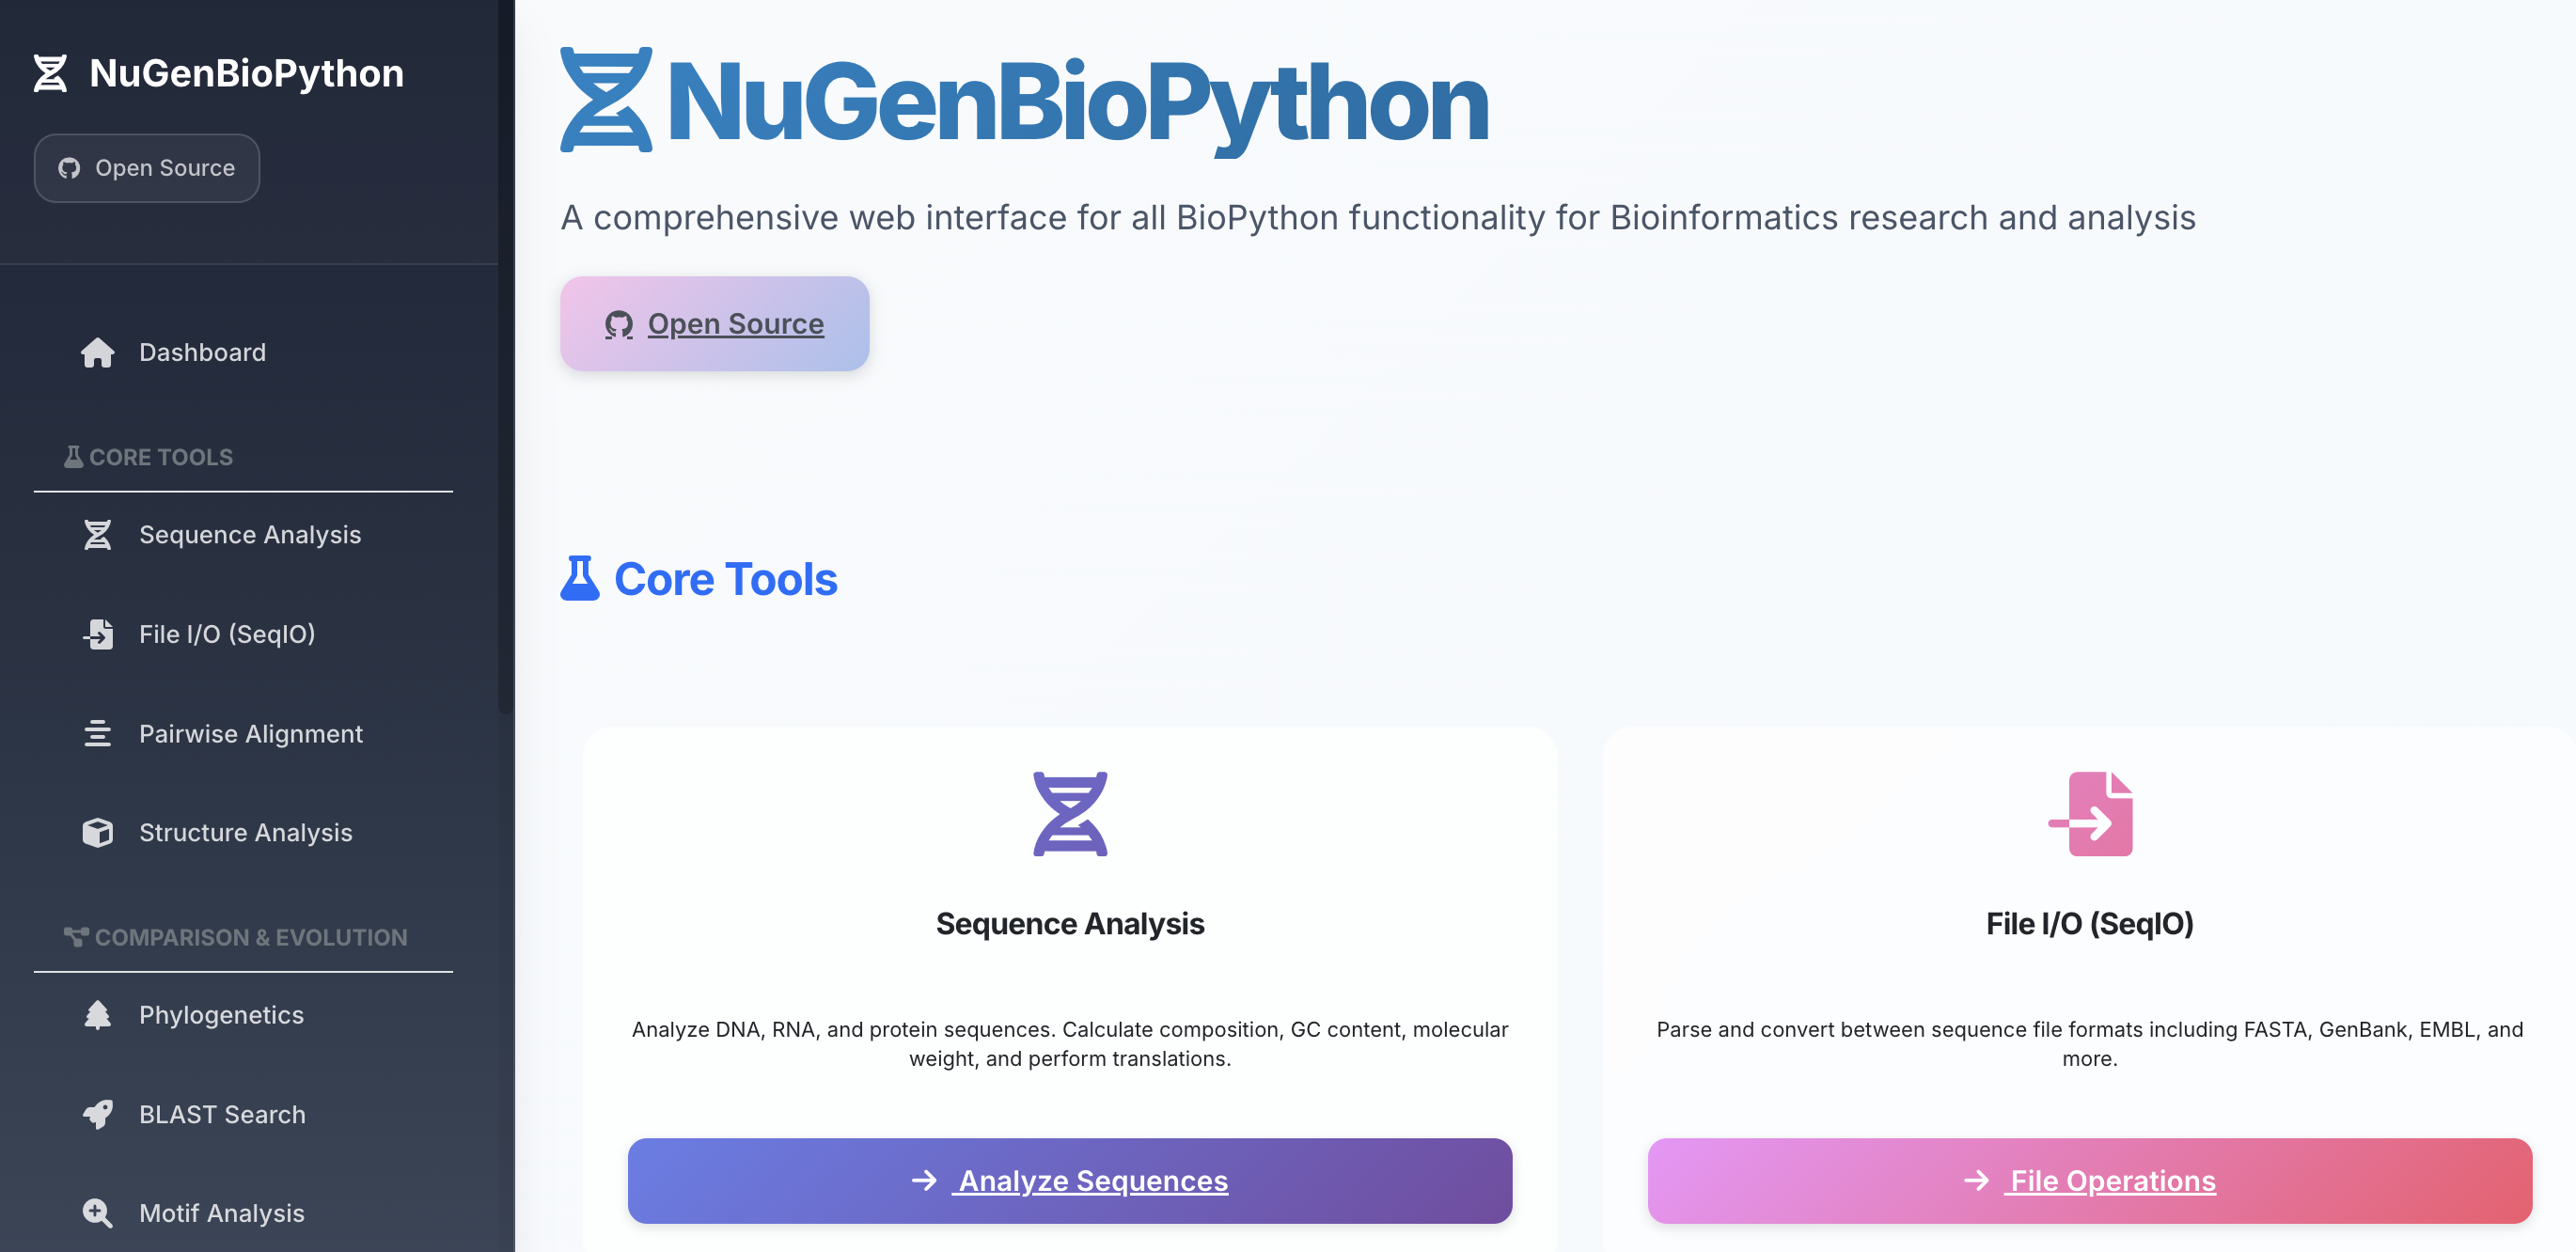 NuGenBioPython
Open Source
Dashboard
CORE TOOLS
Sequence Analysis
File I/O (SeqIO)
Pairwise Alignment
Structure Analysis
COMPARISON & EVOLUTION
Phylogenetics
BLAST Search
Motif Analysis
NuGenBioPython
A comprehensive web interface for all BioPython functionality for Bioinformatics research and analysis
Open Source
Core Tools
Sequence Analysis
Analyze DNA, RNA, and protein sequences. Calculate composition, GC content, molecular
weight, and perform translations.
Analyze Sequences
File I/O (SeqIO)
Parse and convert between sequence file formats including FASTA, GenBank, EMBL, and
more.
File Operations